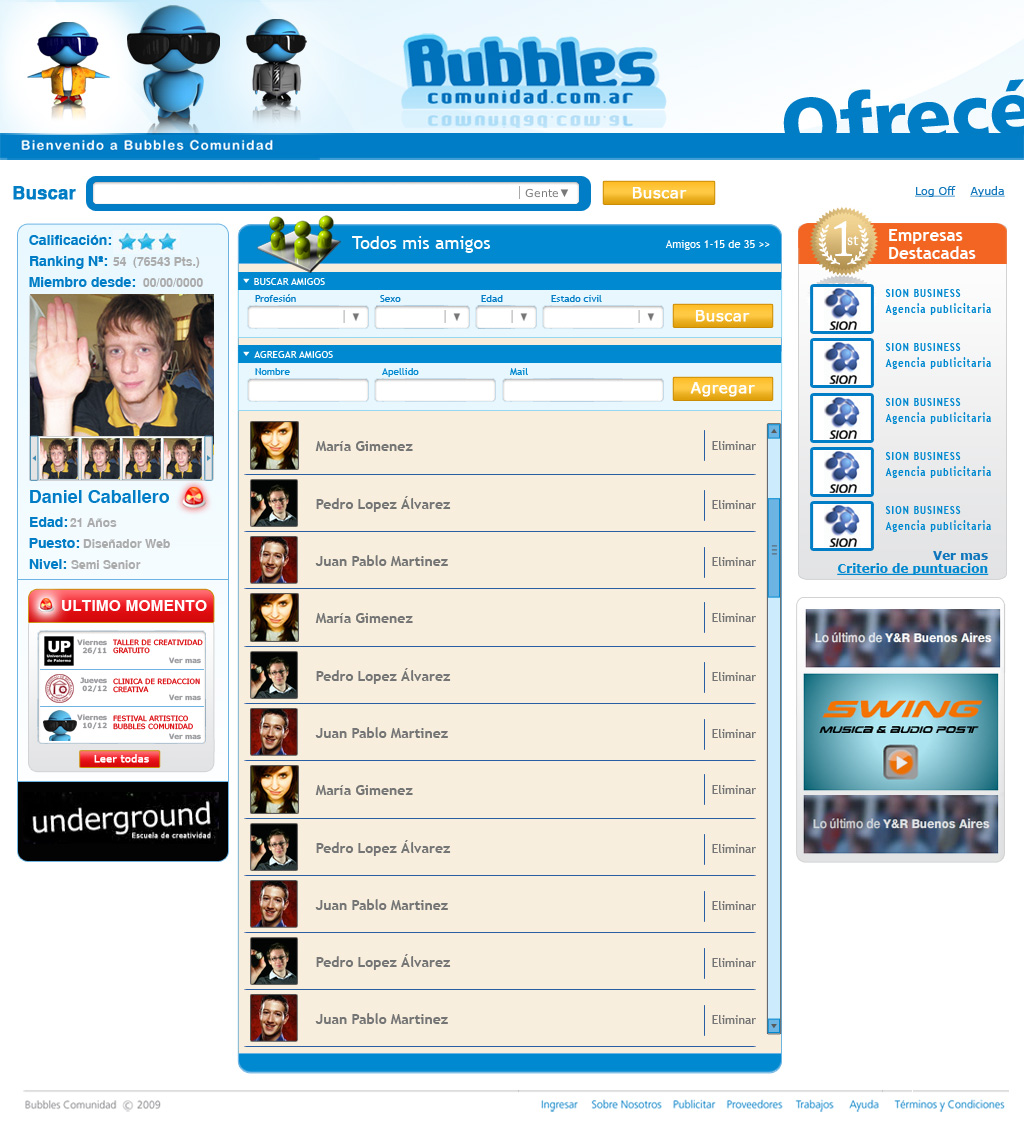 Bubbles
comunidad.com.ar
Ofrecé
Bienvenido a Bubbles Comunidad
Buscar
Gente
Buscar
Log Off
Ayuda
Calificación:
Ranking Nª: 54 (76543 Pts.)
Miembro desde: 00/00/0000
Daniel Caballero
Edad: 21 Años
Puesto: Diseñador Web
Nivel: Semi Senior
ULTIMO MOMENTO
UP
Universidad
de Palermo
Viernes
26/11
TALLER DE CREATIVIDAD
GRATUITO
Ver mas
Jueves
02/12
CLINICA DE REDACCION
CREATIVA
Ver mas
Viernes
10/12
FESTIVAL ARTISTICO
BUBBLES COMUNIDAD
Ver mas
Leer todas
underground
Escuela de creatividad
Todos mis amigos
Amigos 1-15 de 35 >>
BUSCAR AMIGOS
Profesión
Sexo
Edad
Estado civil
Buscar
AGREGAR AMIGOS
Nombre
Apellido
Mail
Agregar
María Gimenez
Eliminar
Pedro Lopez Álvarez
Eliminar
Juan Pablo Martinez
Eliminar
María Gimenez
Eliminar
Pedro Lopez Álvarez
Eliminar
Juan Pablo Martinez
Eliminar
María Gimenez
Eliminar
Pedro Lopez Álvarez
Eliminar
Juan Pablo Martinez
Eliminar
Pedro Lopez Álvarez
Eliminar
Juan Pablo Martinez
Eliminar
1st
Empresas
Destacadas
SION
SION BUSINESS
Agencia publicitaria
SION
SION BUSINESS
Agencia publicitaria
SION
SION BUSINESS
Agencia publicitaria
SION
SION BUSINESS
Agencia publicitaria
SION
SION BUSINESS
Agencia publicitaria
Ver mas
Criterio de puntuacion
Lo último de Y&R Buenos Aires
SWING
MUSICA & AUDIO POST
Lo último de Y&R Buenos Aires
Bubbles Comunidad © 2009
Ingresar
Sobre Nosotros
Publicitar
Proveedores
Trabajos
Ayuda
Términos y Condiciones